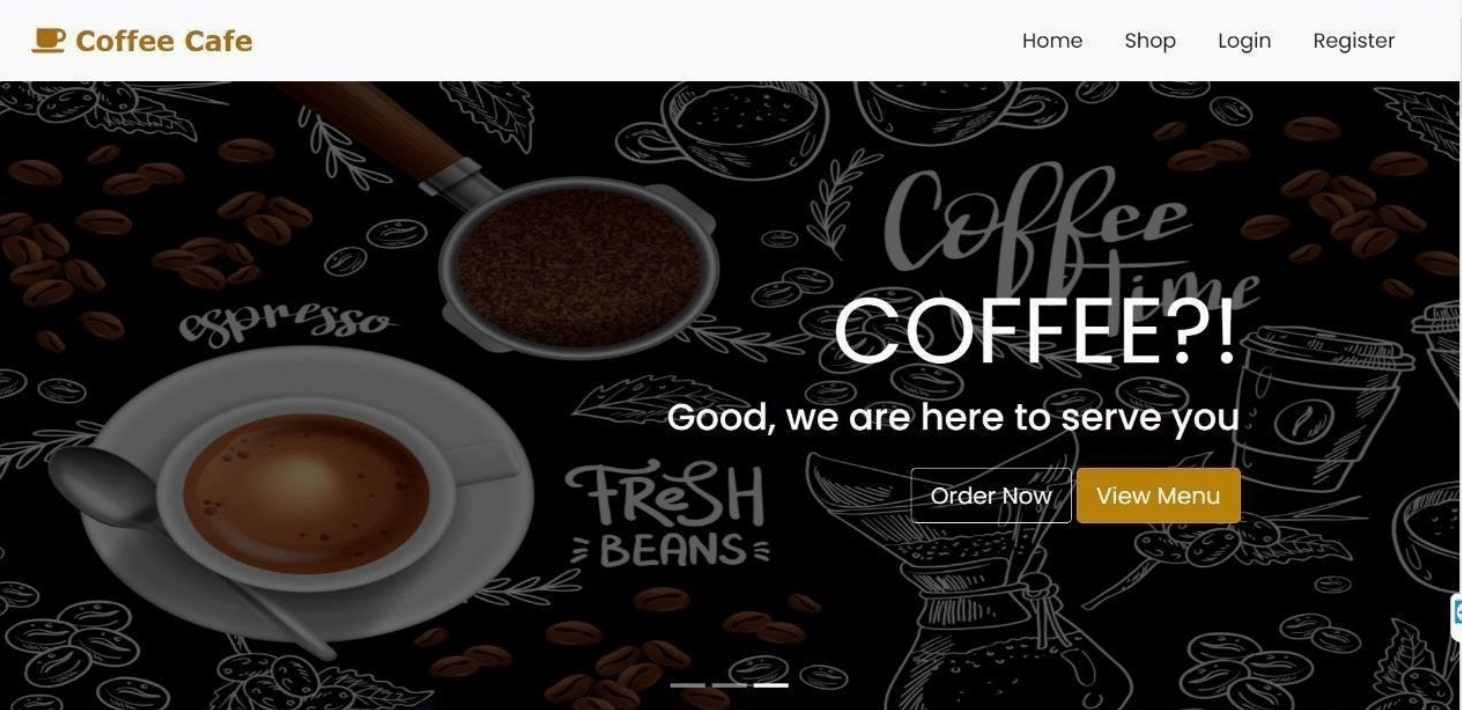 Coffee Cafe
Home Shop Login Register
Coffee
time
COFFEE?!
espresso
Good, we are here to serve you
FReSH
BEANS
Order Now View Menu